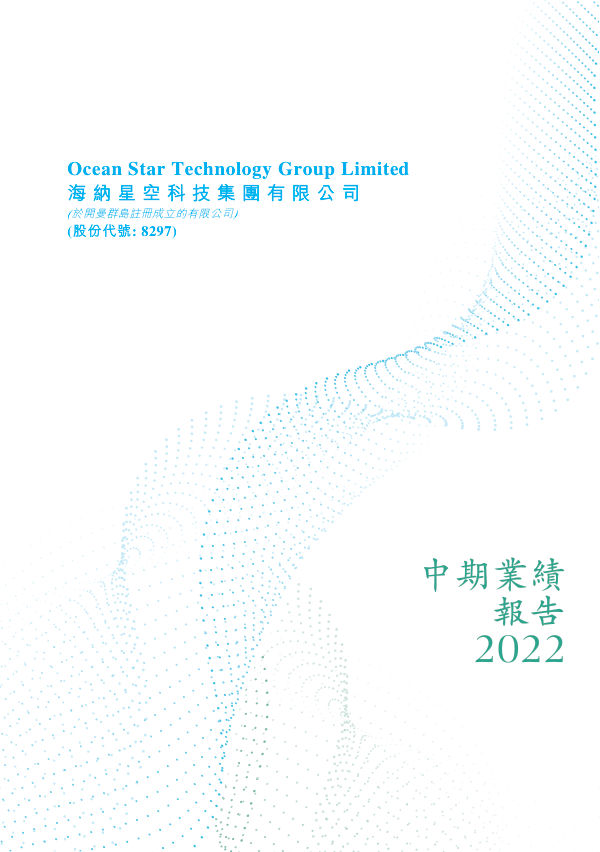 Ocean Star Technology Group Limited
海納星空科技集團有限公司
(於開曼群島註冊成立的有限公司)
(股份代號: 8297)
中期業績
報告
2022